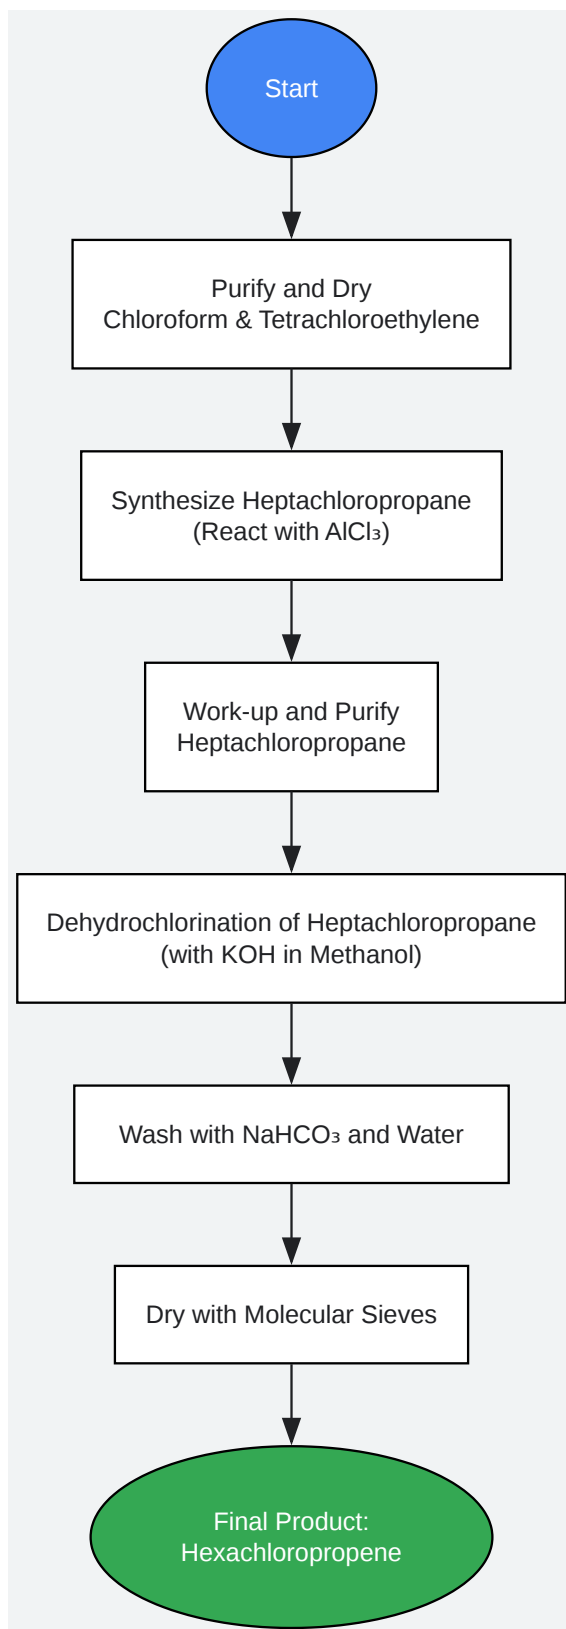 Start
Purify and Dry
Chloroform & Tetrachloroethylene
Synthesize Heptachloropropane
(React with AlCl₃)
Work-up and Purify
Heptachloropropane
Dehydrochlorination of Heptachloropropane
(with KOH in Methanol)
Wash with NaHCO₃ and Water
Dry with Molecular Sieves
Final Product:
Hexachloropropene